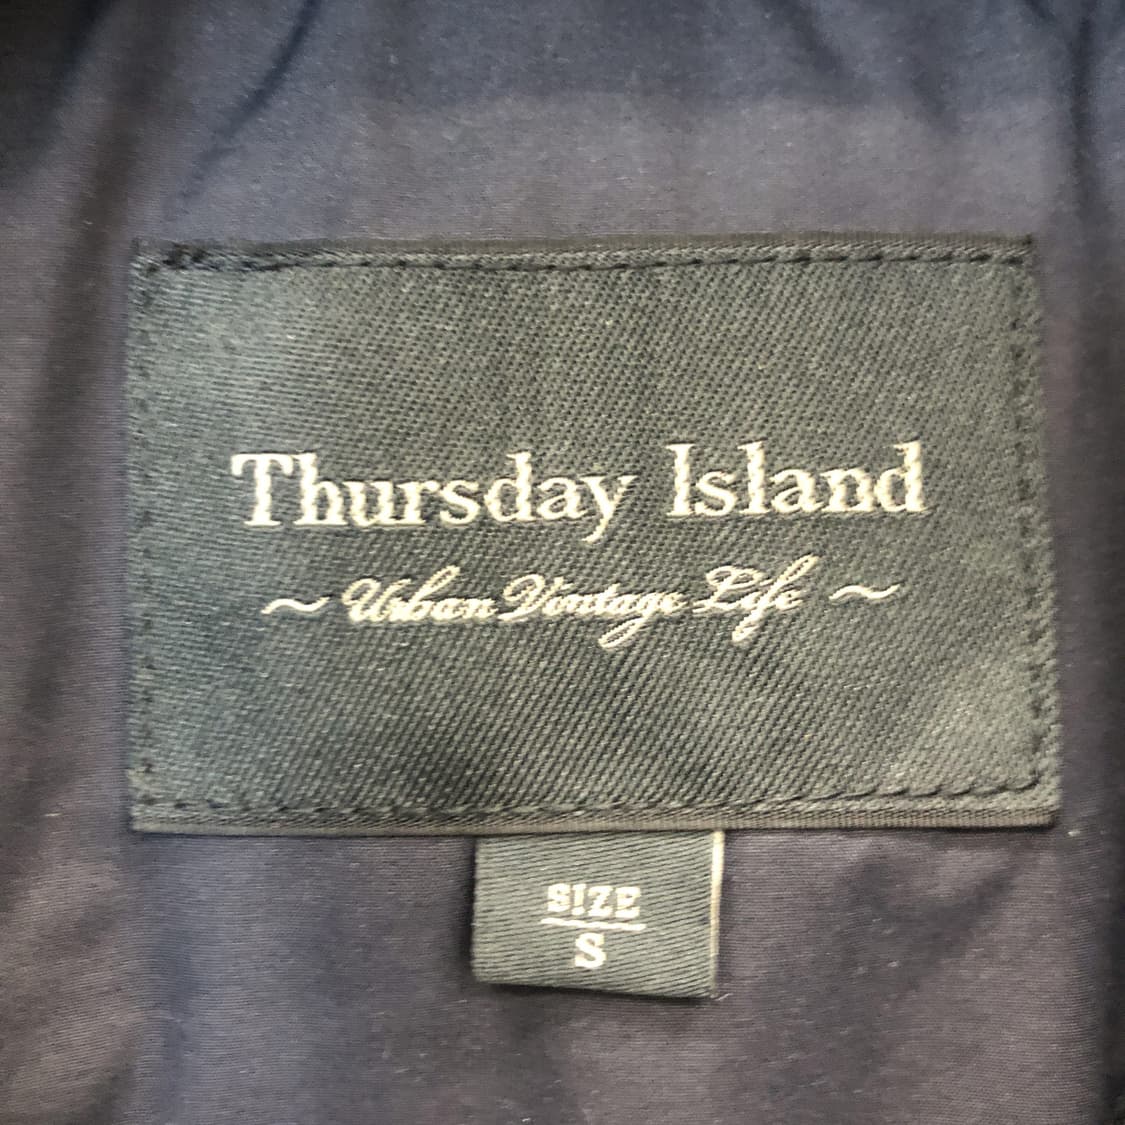 Thursday Island
~ Urban Vintage Life ~
SIZE
S